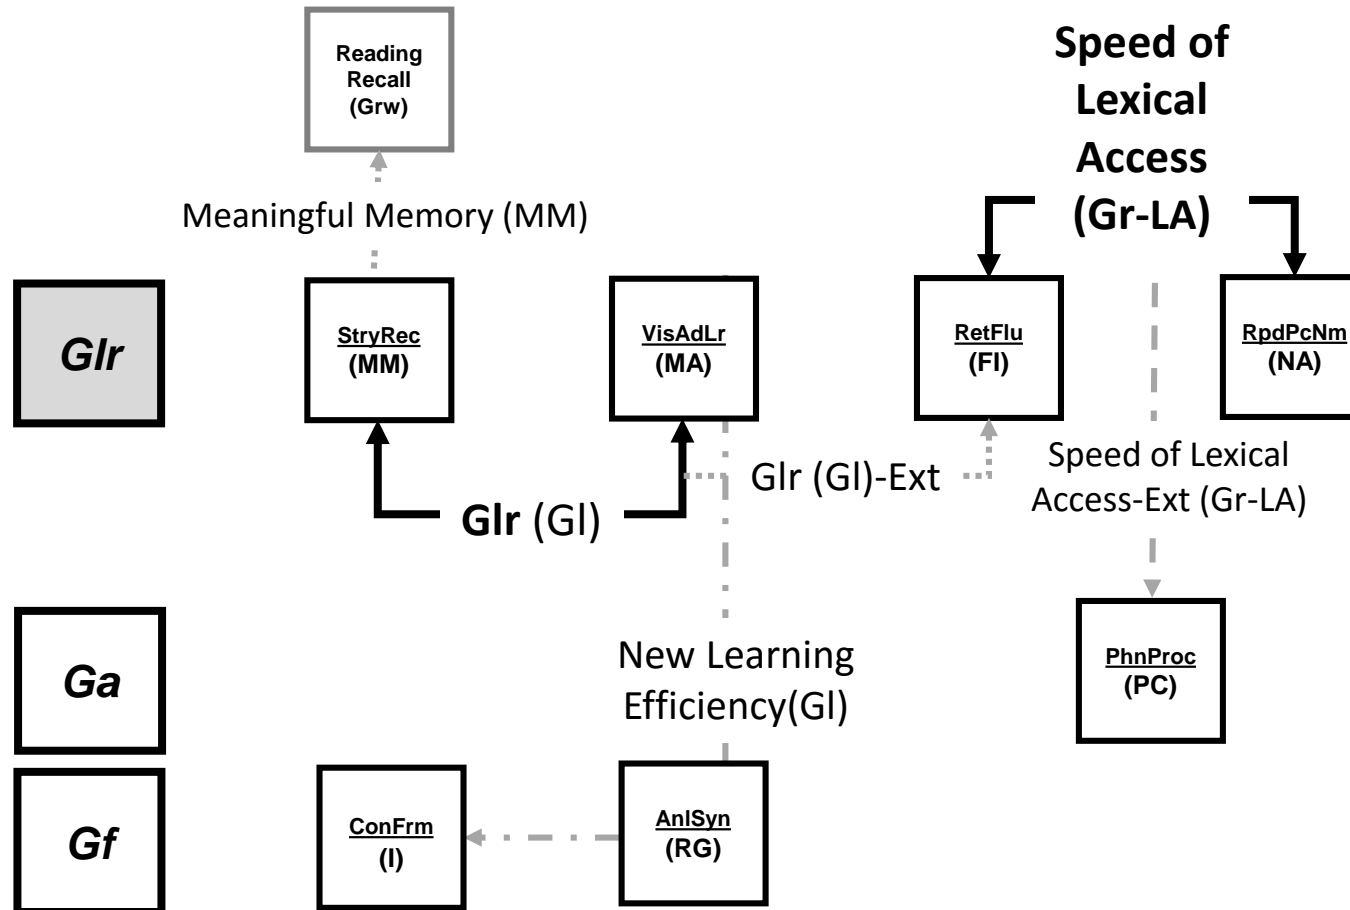 Reading
Recall
(Grw)
Speed of
Lexical
Access
(Gr-LA)
Meaningful Memory (MM)
Glr
StryRec
(MM)
VisAdLr
(MA)
RetFlu
(FI)
RpdPcNm
(NA)
Glr (Gl)
Glr (Gl)-Ext
Speed of Lexical
Access-Ext (Gr-LA)
Ga
New Learning
Efficiency(Gl)
PhnProc
(PC)
Gf
ConFrm
(I)
AnlSyn
(RG)